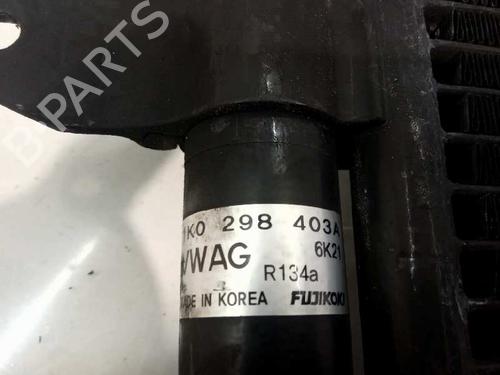 B-PARTS
1K0 298 403A
VWAG 6K21
R134a
MADE IN KOREA FUJIKOKI